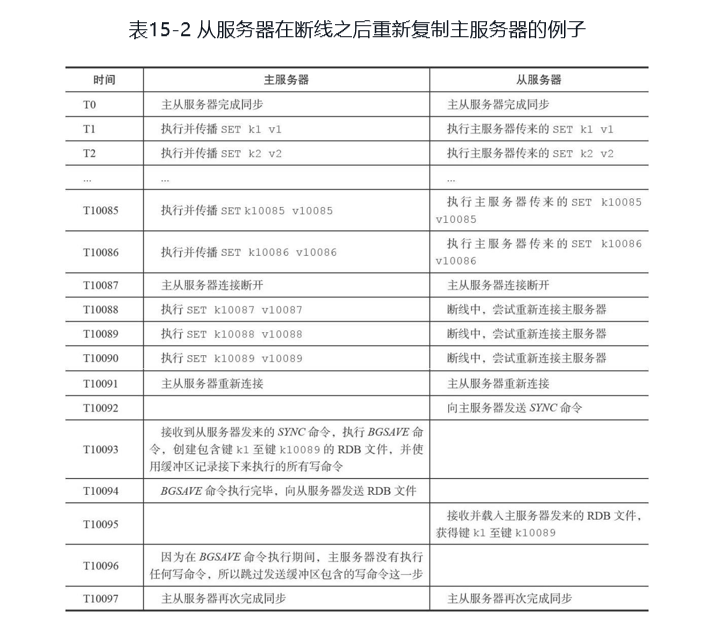 表15-2 从服务器在断线之后重新复制主服务器的例子
时间 主服务器 从服务器
T0 主从服务器完成同步 主从服务器完成同步
T1 执行并传播 SET k1 v1 执行主服务器传来的 SET k1 v1
T2 执行并传播 SET k2 v2 执行主服务器传来的 SET k2 v2
... ... ...
T10085 执行并传播 SET k10085 v10085 执行主服务器传来的 SET k10085
v10085
T10086 执行并传播 SET k10086 v10086 执行主服务器传来的 SET k10086
v10086
T10087 主从服务器连接断开 主从服务器连接断开
T10088 执行 SET k10087 v10087 断线中，尝试重新连接主服务器
T10089 执行 SET k10088 v10088 断线中，尝试重新连接主服务器
T10090 执行 SET k10089 v10089 断线中，尝试重新连接主服务器
T10091 主从服务器重新连接 主从服务器重新连接
T10092 向主服务器发送 SYNC 命令
T10093 接收到从服务器发来的 SYNC 命令，执行 BGSAVE 命
令，创建包含键 k1 至键 k10089 的 RDB 文件，并使
用缓冲区记录接下来执行的所有写命令
T10094 BGSAVE 命令执行完毕，向从服务器发送 RDB 文件
T10095 接收并载入主服务器发来的 RDB 文件，
获得键 k1 至键 k10089
T10096 因为在 BGSAVE 命令执行期间，主服务器没有执行
任何写命令，所以跳过发送缓冲区包含的写命令这一步
T10097 主从服务器再次完成同步 主从服务器再次完成同步